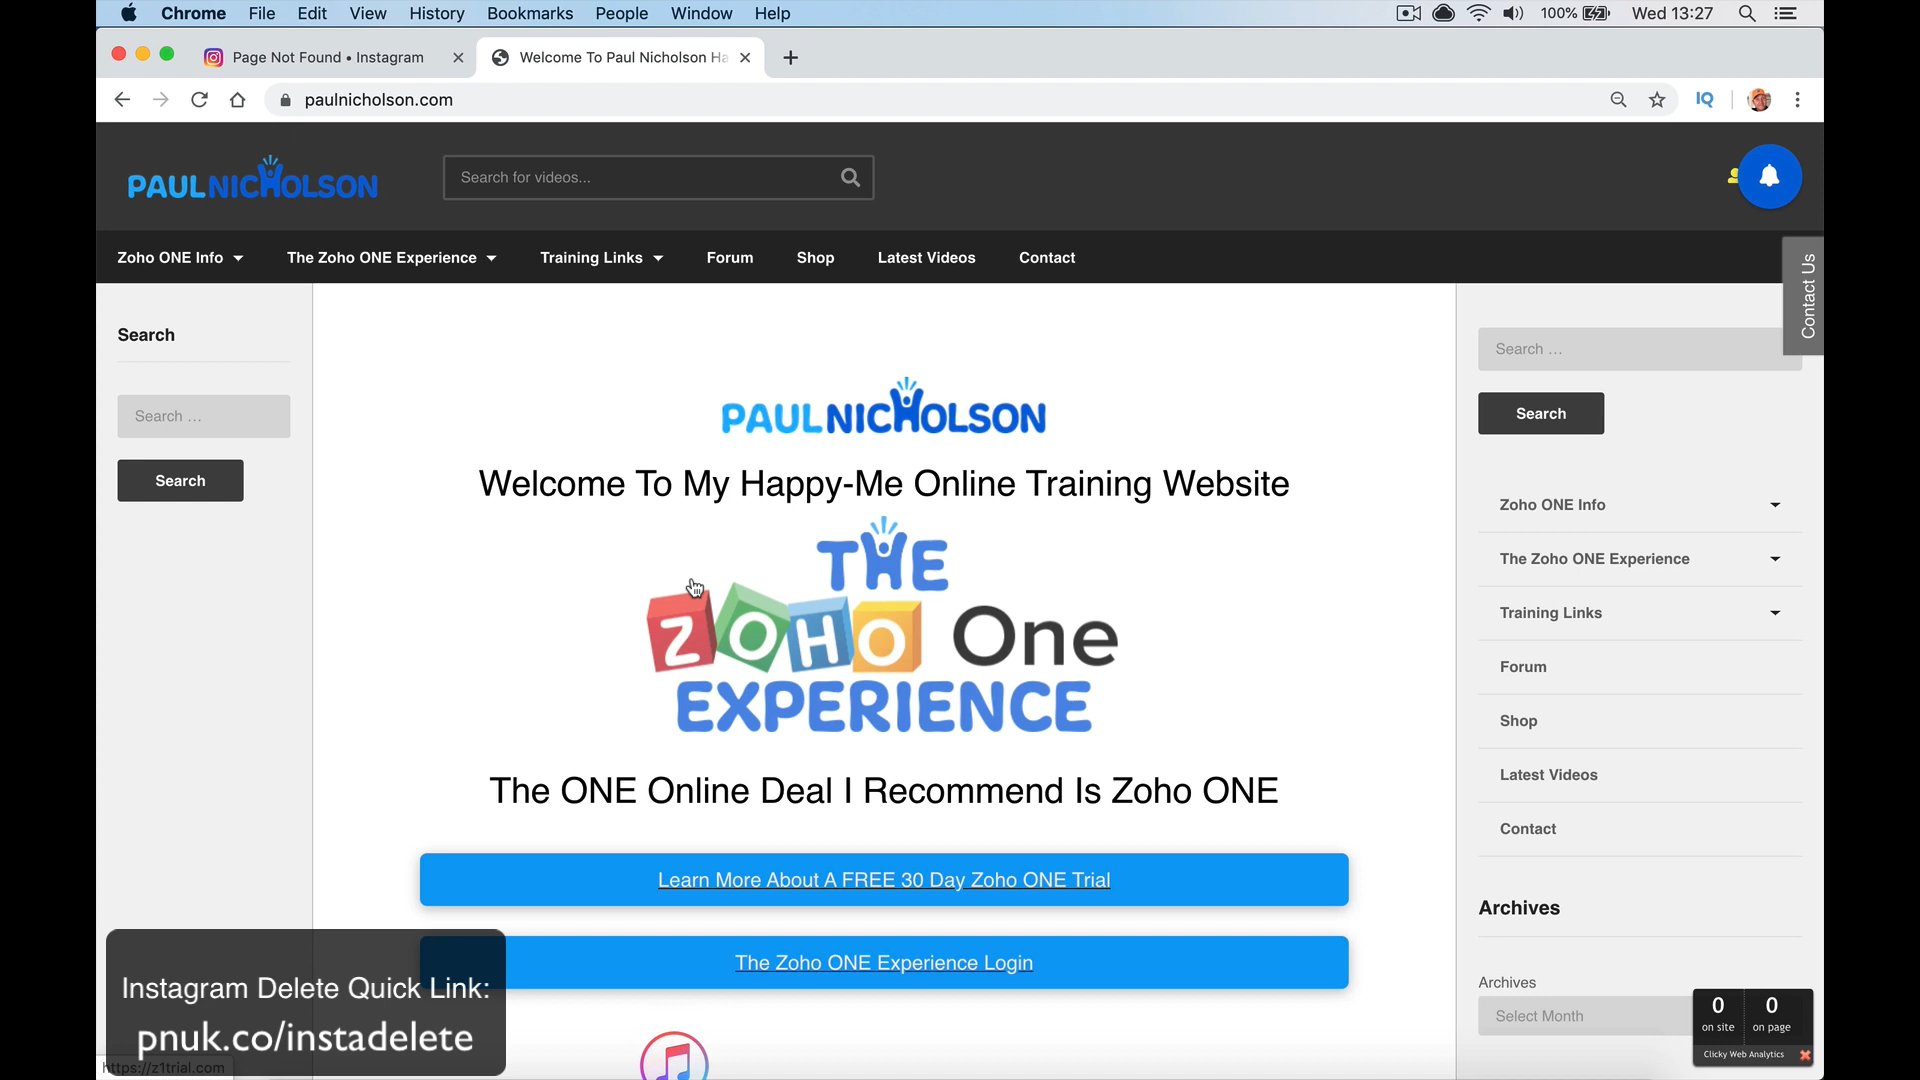 Chrome File Edit View History Bookmarks People Window Help 100% Wed 13:27
Page Not Found • Instagram Welcome To Paul Nicholson Ha
paulnicholson.com IQ
PAULNICHOLSON Search for videos...
Zoho ONE Info The Zoho ONE Experience Training Links Forum Shop Latest Videos Contact
Contact Us
Search
Search ...
Search
PAULNICHOLSON
Welcome To My Happy-Me Online Training Website
THE
ZOHO One
EXPERIENCE
The ONE Online Deal I Recommend Is Zoho ONE
Learn More About A FREE 30 Day Zoho ONE Trial
The Zoho ONE Experience Login
Search ...
Search
Zoho ONE Info
The Zoho ONE Experience
Training Links
Forum
Shop
Latest Videos
Contact
Archives
Archives
Select Month
0 0
on site on page
Clicky Web Analytics
Instagram Delete Quick Link:
pnuk.co/instadelete
https://z1trial.com